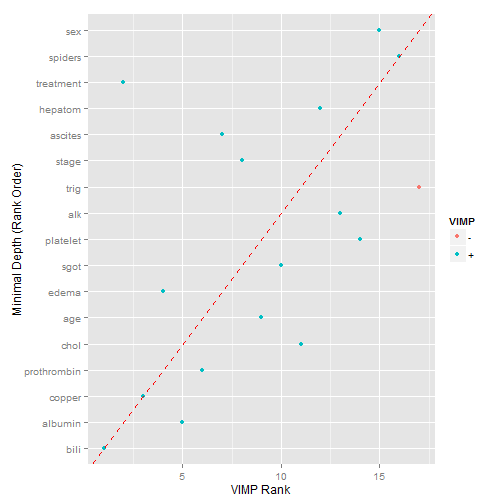 sex
spiders
treatment
hepatom
ascites
stage
trig
alk
platelet
sgot
edema
age
chol
prothrombin
copper
albumin
bili
Minimal Depth (Rank Order)
5
10
15
VIMP Rank
VIMP
-
+